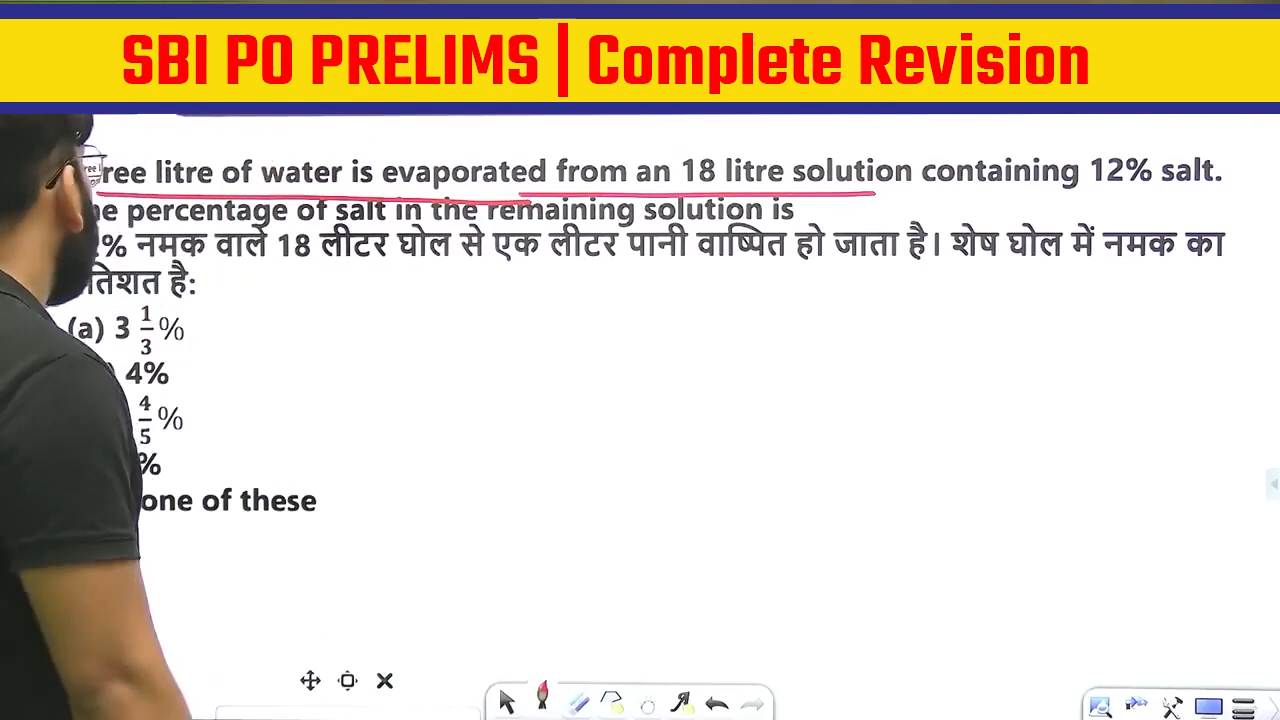 SBI PO PRELIMS | Complete Revision
ree litre of water is evaporated from an 18 litre solution containing 12% salt.
e percentage of salt in the remaining solution is
% नमक वाले 18 लीटर घोल से एक लीटर पानी वाष्पित हो जाता है। शेष घोल में नमक का
तिशत है:
(a) 3 1/3 %
4%
4/5 %
%
one of these